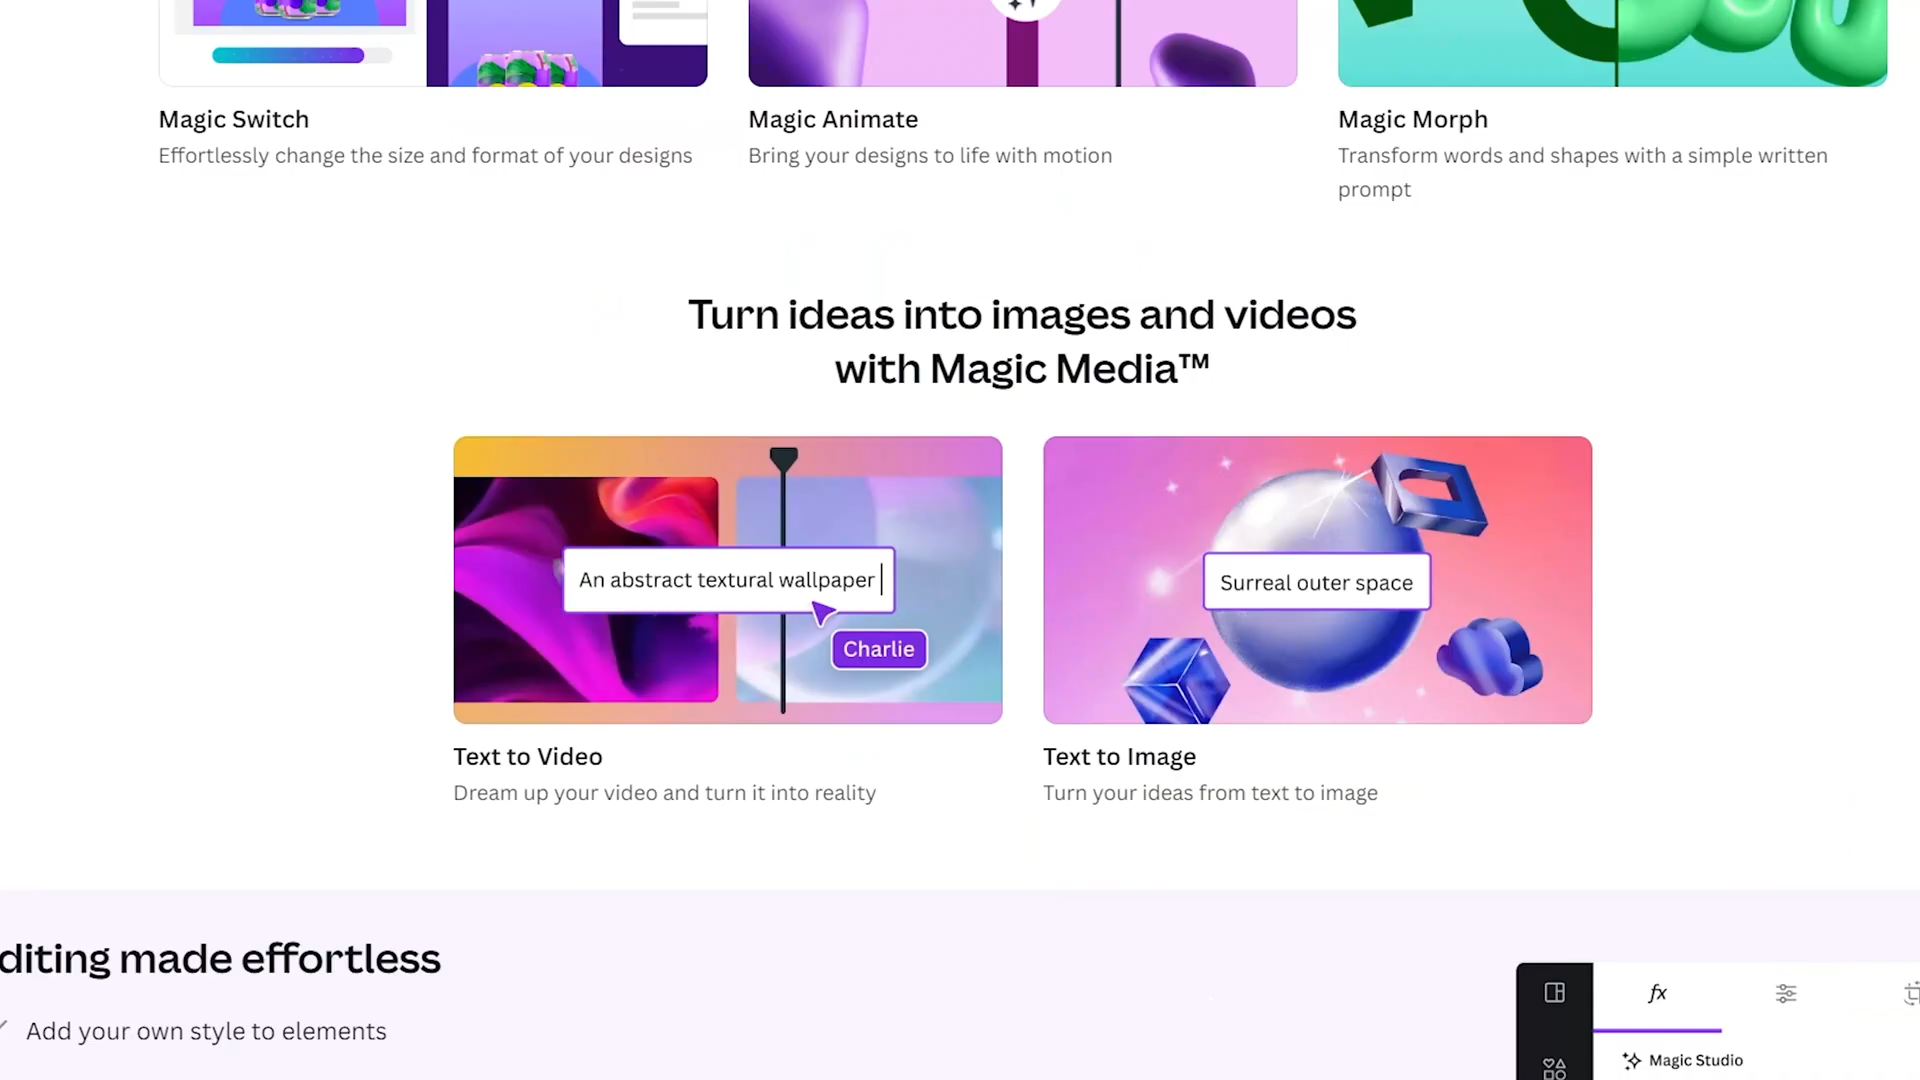 Magic Switch
Effortlessly change the size and format of your designs
Magic Animate
Bring your designs to life with motion
Magic Morph
Transform words and shapes with a simple written
prompt
Turn ideas into images and videos
with Magic Media™
An abstract textural wallpaper
Charlie
Surreal outer space
Text to Video
Dream up your video and turn it into reality
Text to Image
Turn your ideas from text to image
diting made effortless
Add your own style to elements
fx
Magic Studio